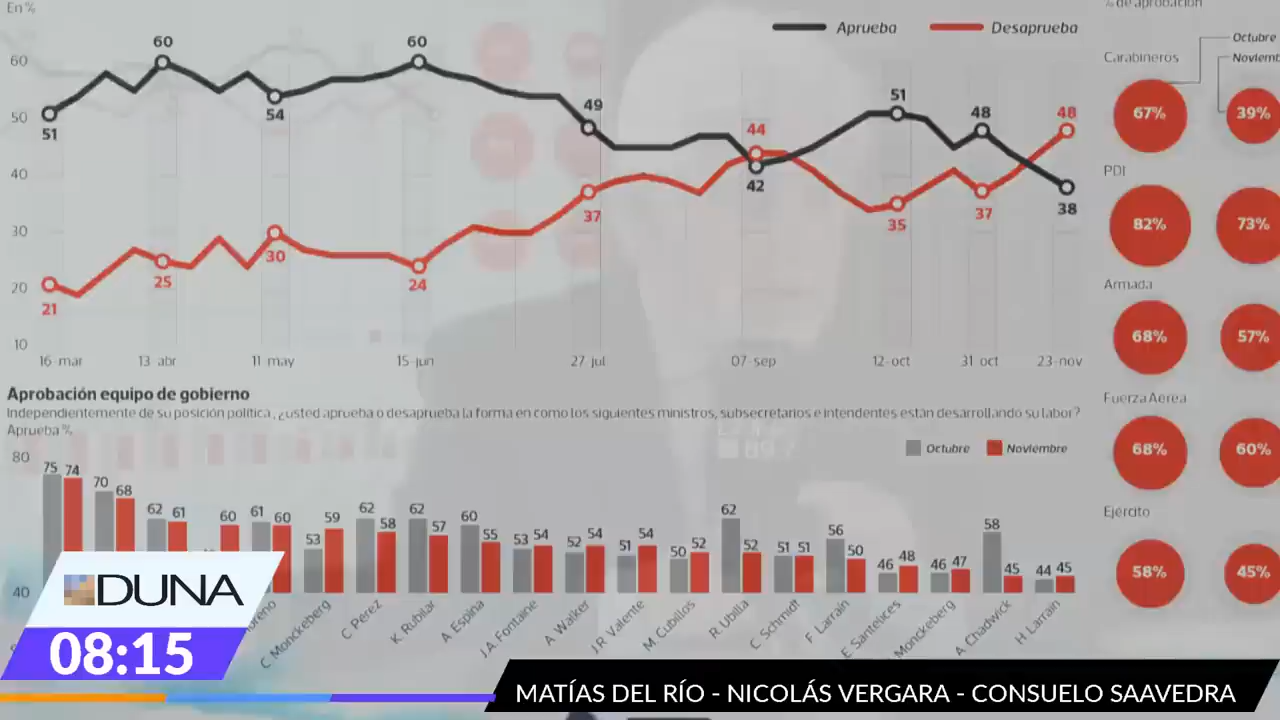 En %
Aprueba
Desaprueba
60
50
40
30
20
10
51
60
54
60
49
44
42
51
48
48
38
21
25
30
24
37
35
37
16 mar
13 abr
11 may
15 jun
27 jul
07-sep
12-oct
31 oct
23-nov
Aprobación equipo de gobierno
Independientemente de su posición política, ¿usted aprueba o desaprueba la forma en como los siguientes ministros, subsecretarios e intendentes están desarrollando su labor?
Aprueba %
Octubre
Noviembre
80
40
75 74
70 68
62 61
60
61 60
53 59
62 58
62 57
60 55
53 54
52 54
51 54
50 52
62 52
51 51
56 50
46 48
46 47
58 45
44 45
C. Monckeberg
C. Pérez
K. Rubilar
A. Espina
J.A. Fontaine
A. Walker
J.R. Valente
M. Cubillos
R. Ubilla
C. Schmidt
F. Larraín
E. Santelices
Monckeberg
A. Chadwick
H. Larraín
% de aprobación
Octubre
Carabineros
67%
39%
PDI
82%
73%
Armada
68%
57%
Fuerza Aérea
68%
60%
Ejército
58%
45%
DUNA
08:15
MATÍAS DEL RÍO - NICOLÁS VERGARA - CONSUELO SAAVEDRA